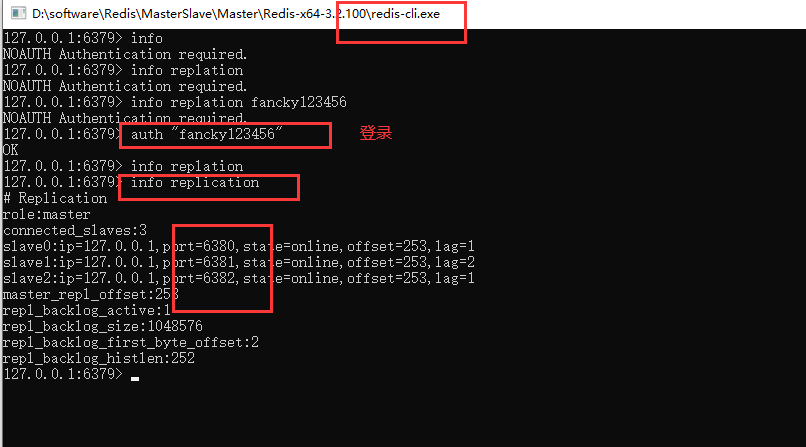 D:\software\Redis\MasterSlave\Master\Redis-x64-3.2.100\redis-cli.exe
127.0.0.1:6379> info
NOAUTH Authentication required.
127.0.0.1:6379> info replation
NOAUTH Authentication required.
127.0.0.1:6379> info replation fancky123456
NOAUTH Authentication required.
127.0.0.1:6379> auth "fancky123456" 登录
OK
127.0.0.1:6379> info replation
127.0.0.1:6379> info replication
# Replication
role:master
connected_slaves:3
slave0:ip=127.0.0.1,port=6380,state=online,offset=253,lag=1
slave1:ip=127.0.0.1,port=6381,state=online,offset=253,lag=2
slave2:ip=127.0.0.1,port=6382,state=online,offset=253,lag=1
master_repl_offset:253
repl_backlog_active:1
repl_backlog_size:1048576
repl_backlog_first_byte_offset:2
repl_backlog_histlen:252
127.0.0.1:6379>